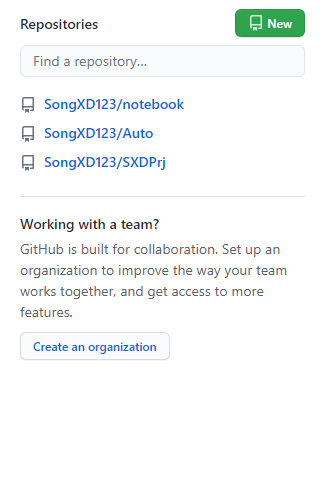 Repositories
New
Find a repository...
SongXD123/notebook
SongXD123/Auto
SongXD123/SXDPrj
Working with a team?
GitHub is built for collaboration. Set up an
organization to improve the way your team
works together, and get access to more
features.
Create an organization